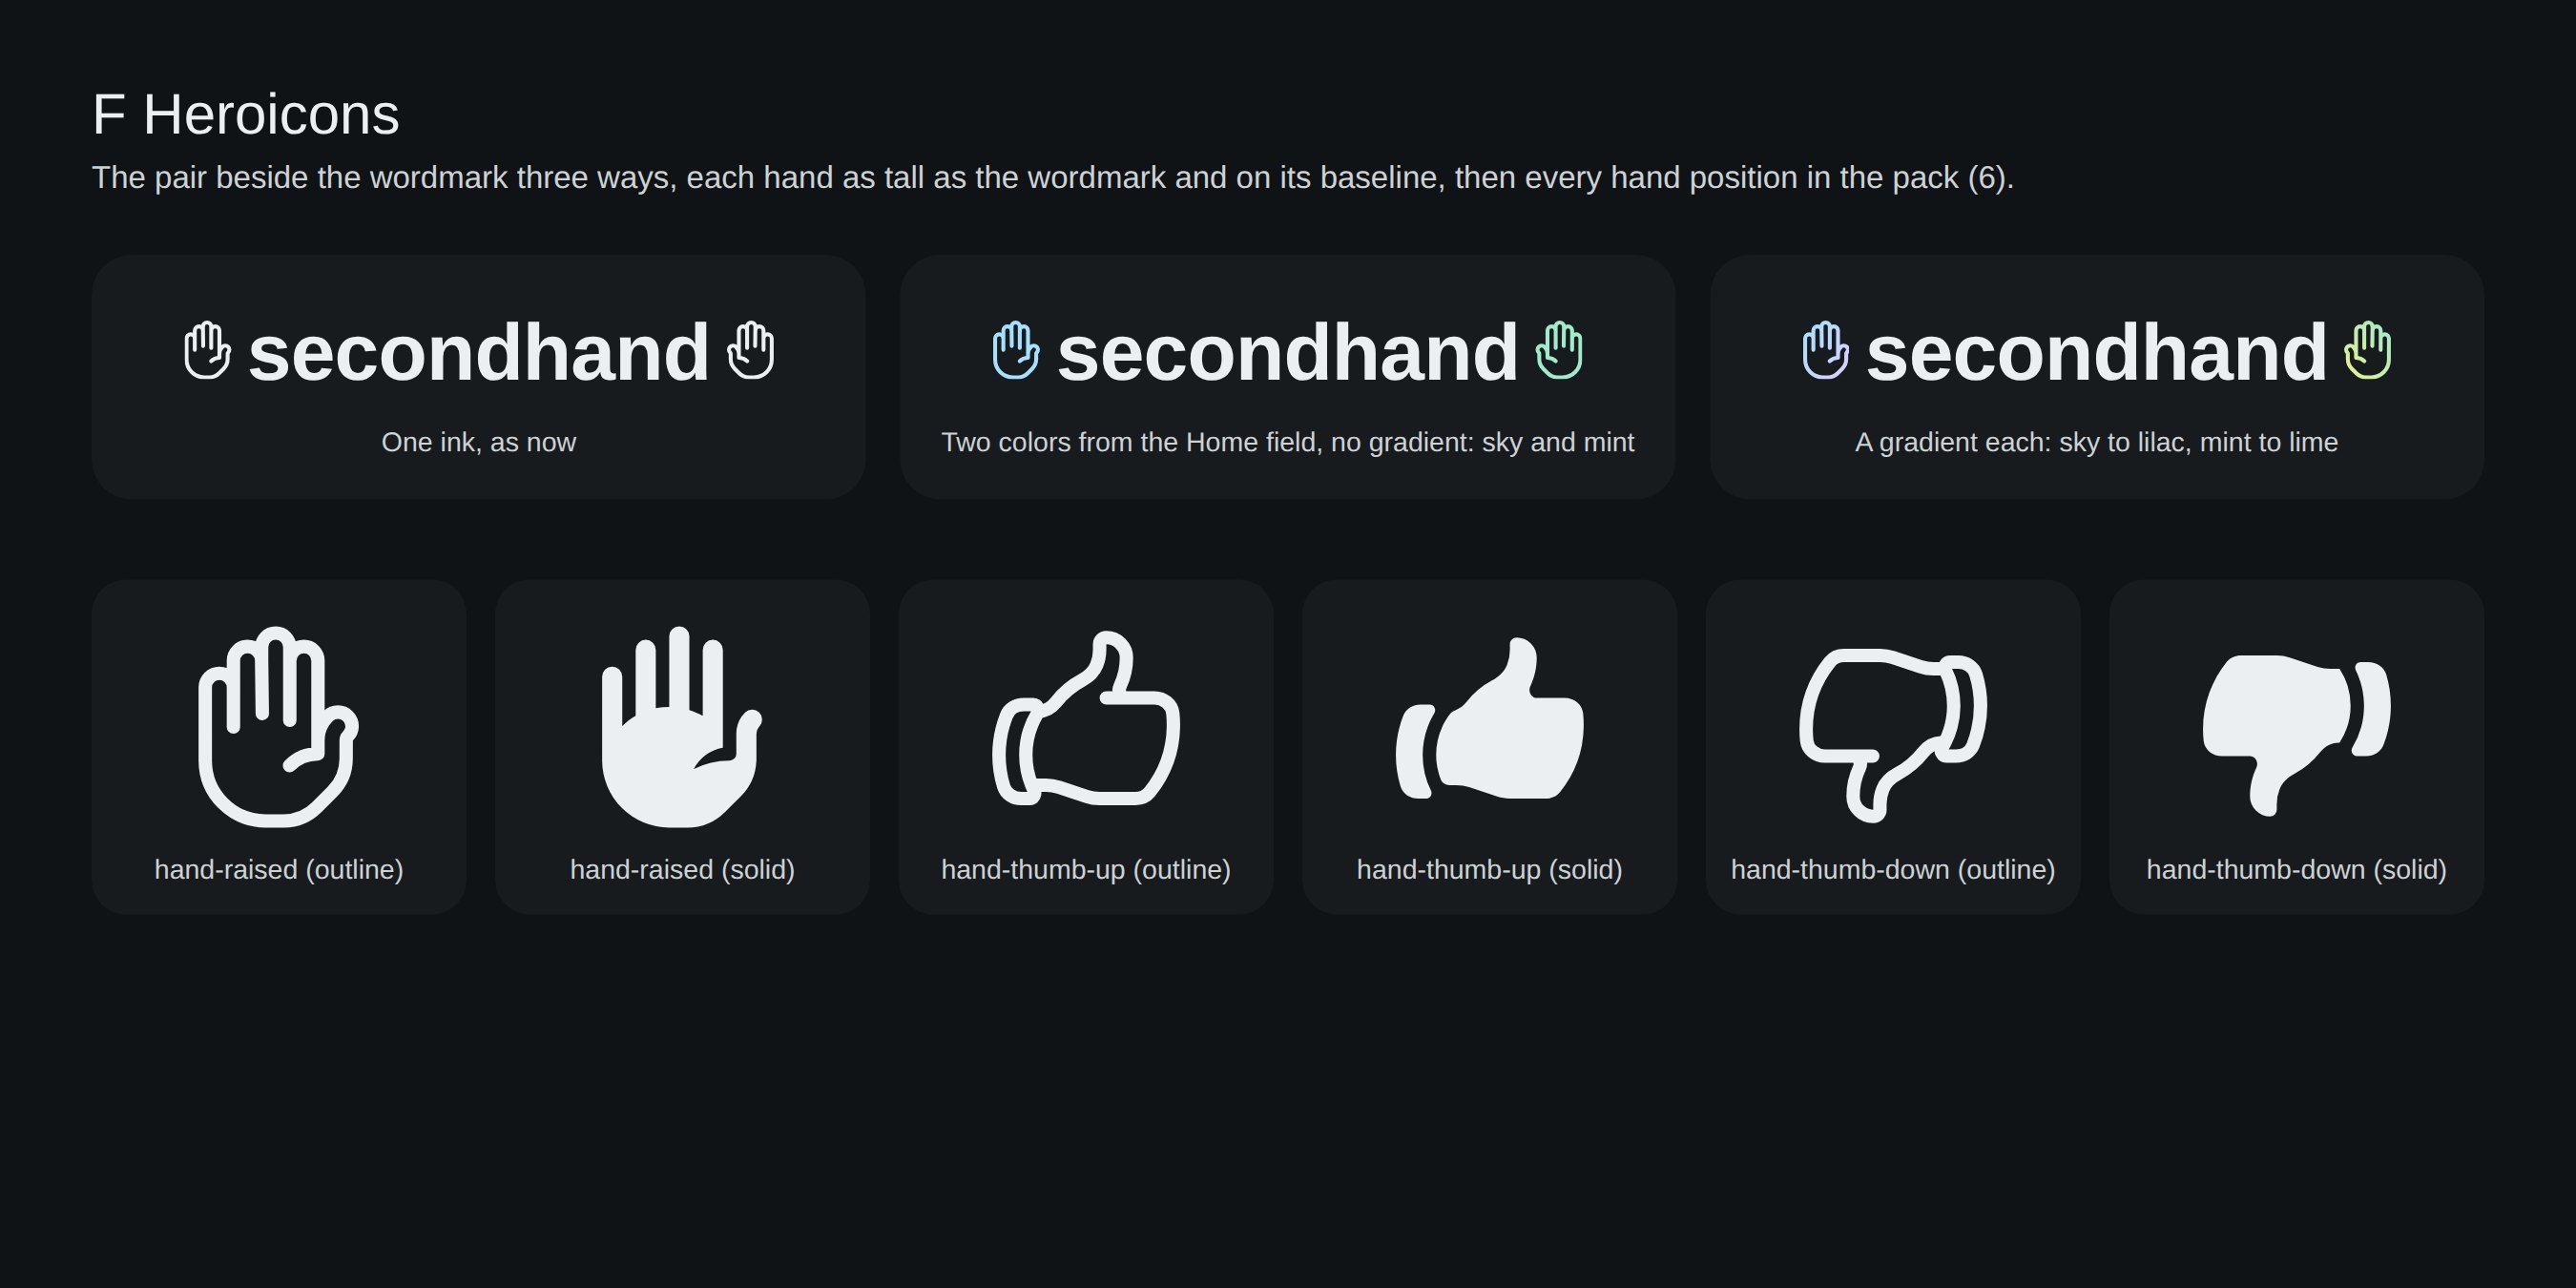 F Heroicons
The pair beside the wordmark three ways, each hand as tall as the wordmark and on its baseline, then every hand position in the pack (6).
secondhand
One ink, as now
secondhand
Two colors from the Home field, no gradient: sky and mint
secondhand
A gradient each: sky to lilac, mint to lime
hand-raised (outline)
hand-raised (solid)
hand-thumb-up (outline)
hand-thumb-up (solid)
hand-thumb-down (outline)
hand-thumb-down (solid)